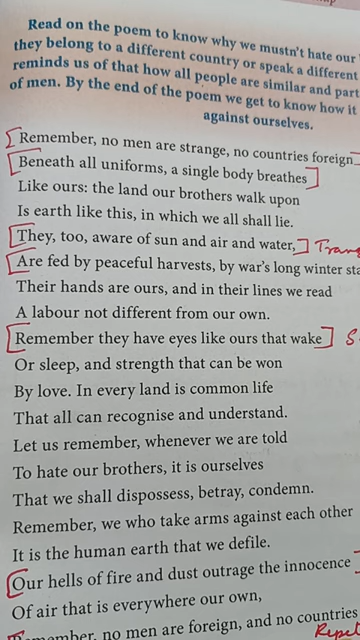 Read on the poem to know why we mustn't hate our
they belong to a different country or speak a different
reminds us of that how all people are similar and part
of men. By the end of the poem we get to know how it
against ourselves.
Remember, no men are strange, no countries foreign
Beneath all uniforms, a single body breathes
Like ours: the land our brothers walk upon
Is earth like this, in which we all shall lie.
They, too, aware of sun and air and water,
Are fed by peaceful harvests, by war's long winter
Their hands are ours, and in their lines we read
A labour not different from our own.
Remember they have eyes like ours that wake
Or sleep, and strength that can be won
By love. In every land is common life
That all can recognise and understand.
Let us remember, whenever we are told
To hate our brothers, it is ourselves
That we shall dispossess, betray, condemn.
Remember, we who take arms against each other
It is the human earth that we defile.
Our hells of fire and dust outrage the innocence
Of air that is everywhere our own,
no men are foreign, and no countries